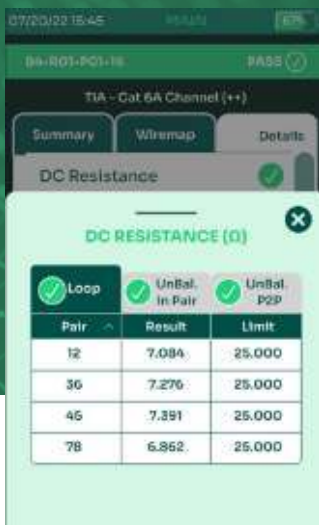 07/20/22 15:45 MAIN 67%
B4-R01-P01-16 PASS
TIA - Cat 6A Channel (++)
Summary Wiremap Details
DC Resistance
DC RESISTANCE (Ω)
Loop UnBal. In Pair UnBal. P2P
Pair Result Limit
12 7.084 25.000
36 7.276 25.000
45 7.391 25.000
78 6.862 25.000